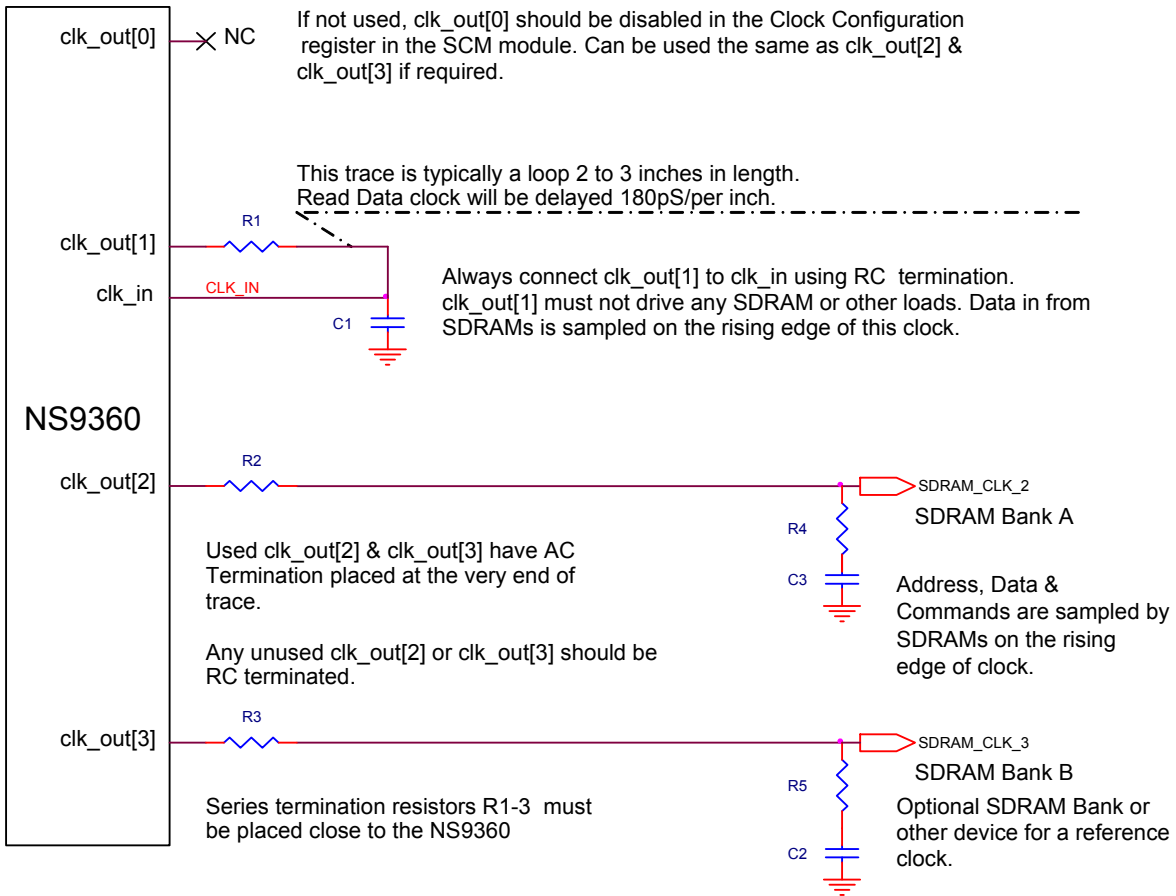 clk_out[0]
NC
If not used, clk_out[0] should be disabled in the Clock Configuration
register in the SCM module. Can be used the same as clk_out[2] &
clk_out[3] if required.
This trace is typically a loop 2 to 3 inches in length.
Read Data clock will be delayed 180pS/per inch.
R1
clk_out[1]
clk_in
CLK_IN
C1
Always connect clk_out[1] to clk_in using RC termination.
clk_out[1] must not drive any SDRAM or other loads. Data in from
SDRAMs is sampled on the rising edge of this clock.
NS9360
R2
clk_out[2]
SDRAM_CLK_2
SDRAM Bank A
R4
C3
Used clk_out[2] & clk_out[3] have AC
Termination placed at the very end of
trace.
Address, Data &
Commands are sampled by
SDRAMs on the rising
edge of clock.
Any unused clk_out[2] or clk_out[3] should be
RC terminated.
R3
clk_out[3]
SDRAM_CLK_3
SDRAM Bank B
R5
C2
Series termination resistors R1-3 must
be placed close to the NS9360
Optional SDRAM Bank or
other device for a reference
clock.